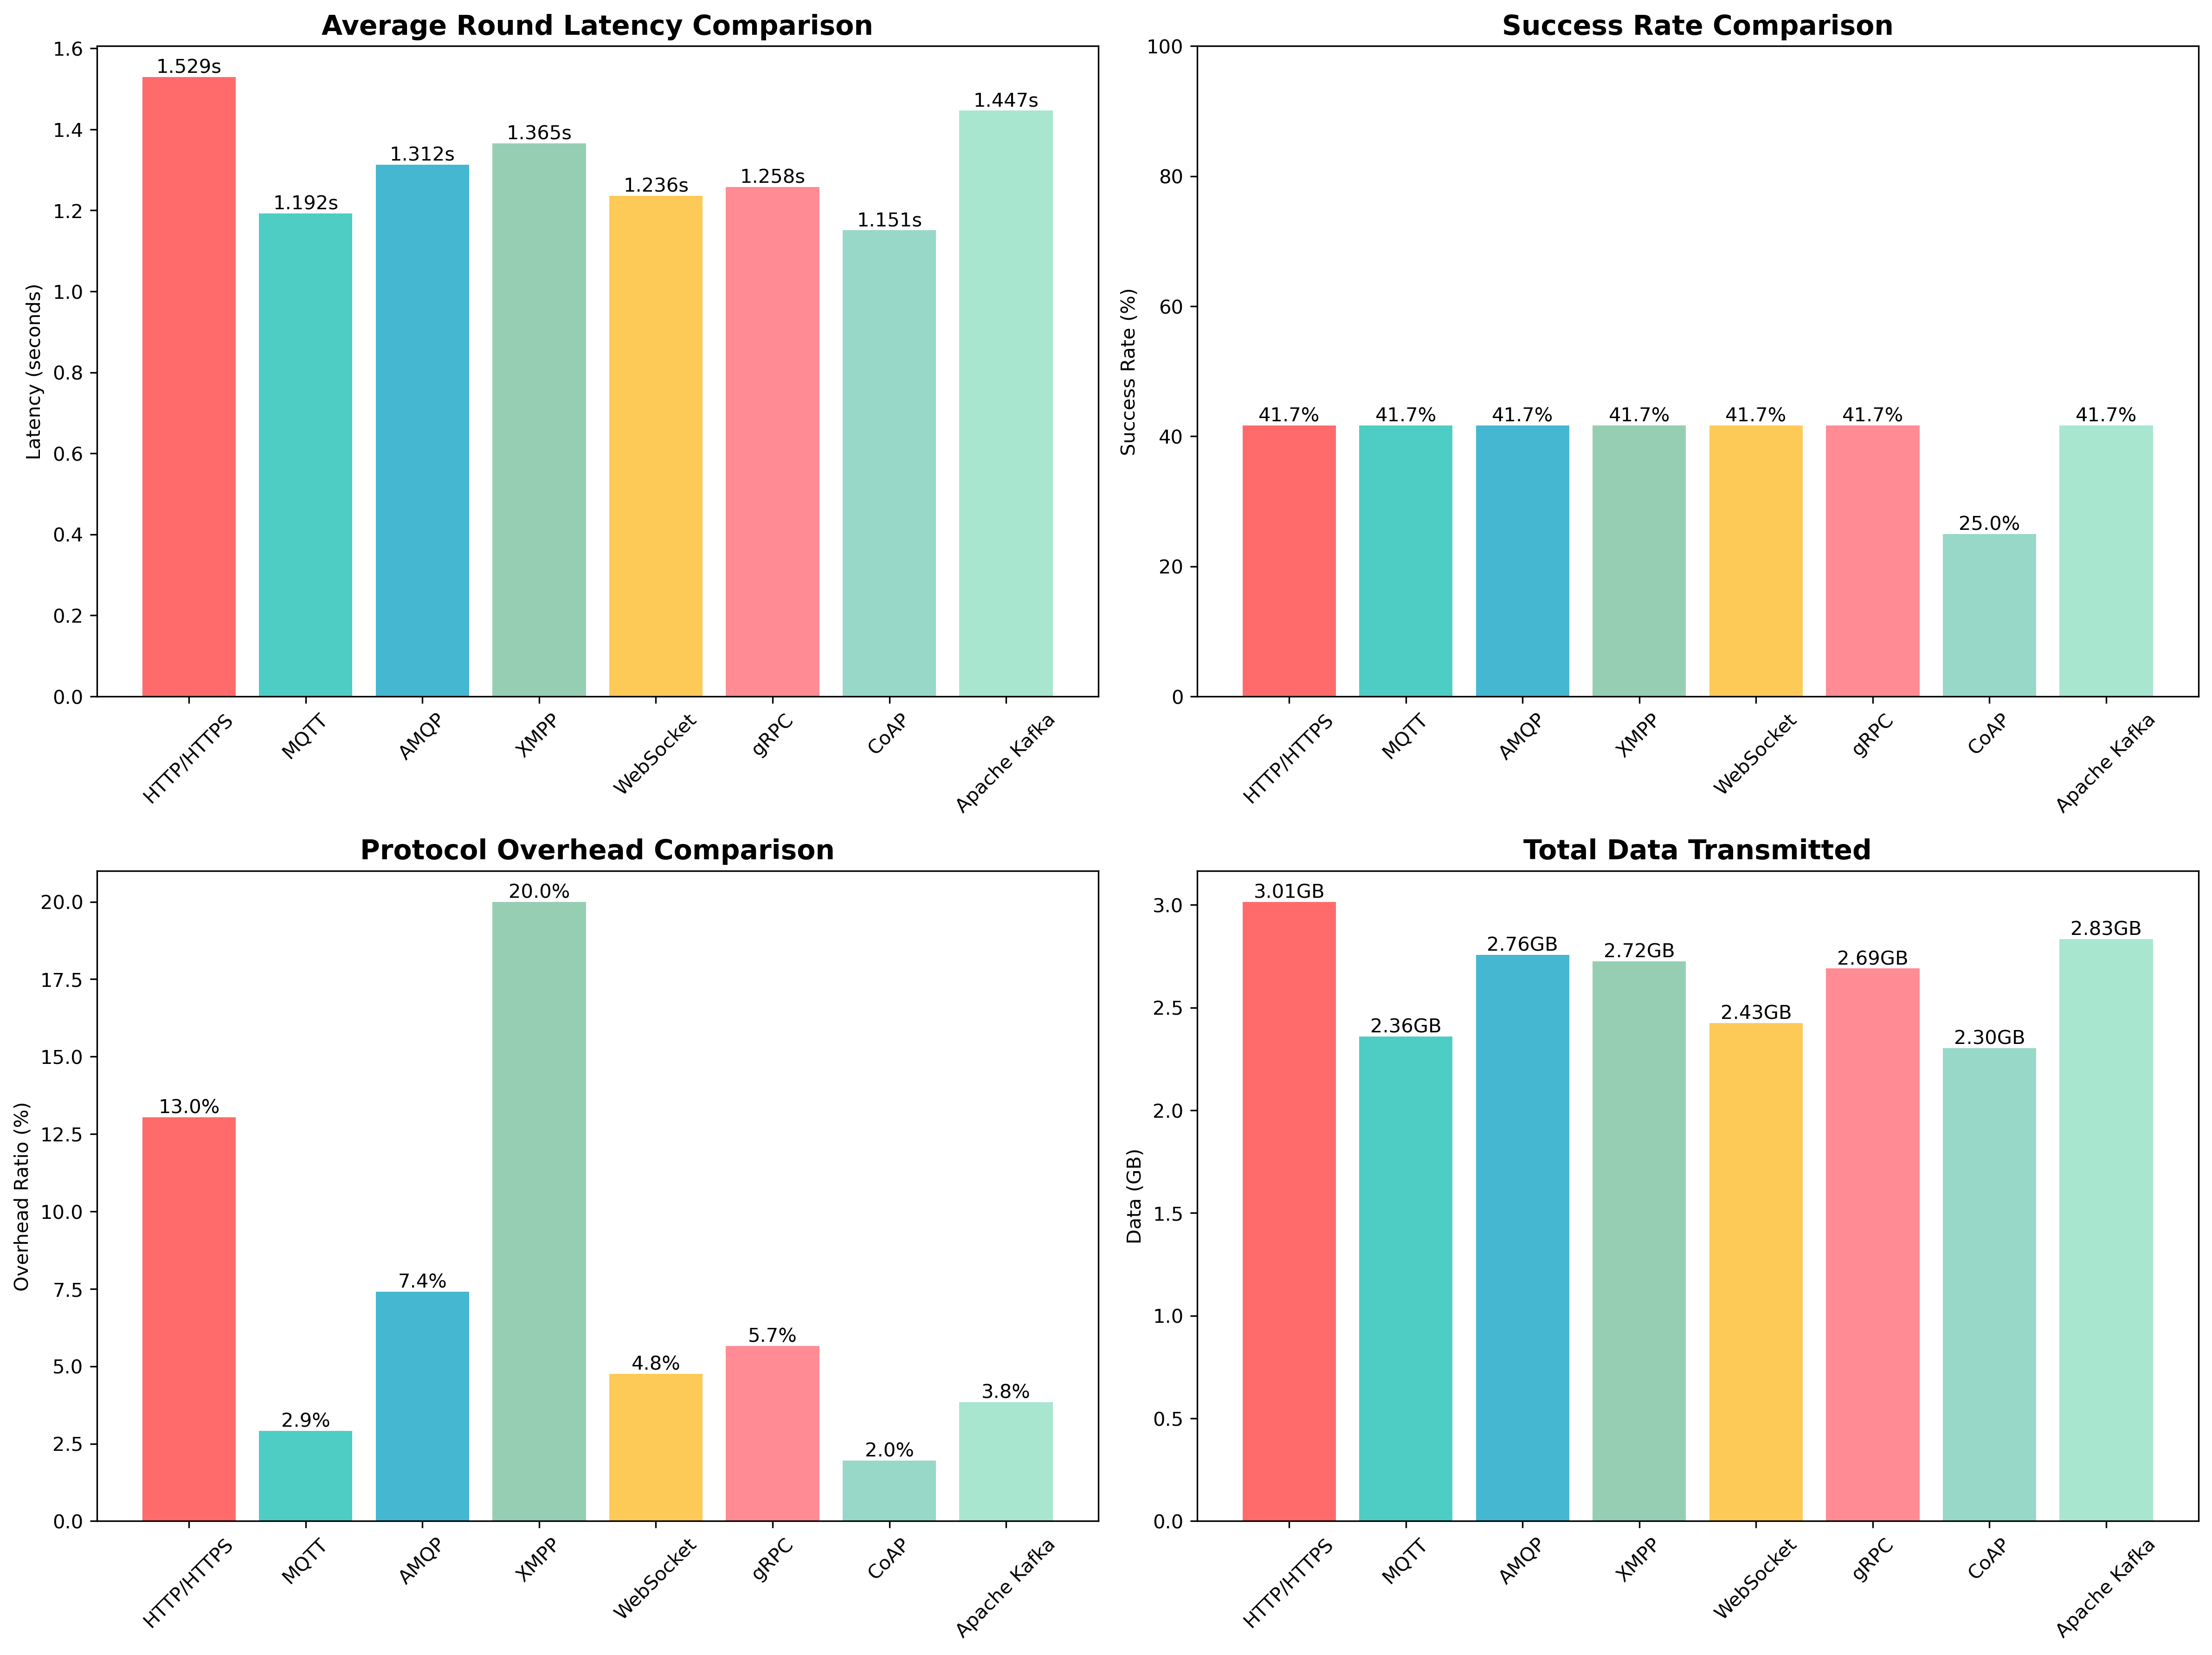 Average Round Latency Comparison
Latency (seconds)
1.6
1.4
1.2
1.0
0.8
0.6
0.4
0.2
0.0
1.529s
1.192s
1.312s
1.365s
1.236s
1.258s
1.151s
1.447s
HTTP/HTTPS
MQTT
AMQP
XMPP
WebSocket
gRPC
CoAP
Apache Kafka
Success Rate Comparison
Success Rate (%)
100
80
60
40
20
0
41.7%
41.7%
41.7%
41.7%
41.7%
41.7%
25.0%
41.7%
HTTP/HTTPS
MQTT
AMQP
XMPP
WebSocket
gRPC
CoAP
Apache Kafka
Protocol Overhead Comparison
Overhead Ratio (%)
20.0
17.5
15.0
12.5
10.0
7.5
5.0
2.5
0.0
13.0%
2.9%
7.4%
20.0%
4.8%
5.7%
2.0%
3.8%
HTTP/HTTPS
MQTT
AMQP
XMPP
WebSocket
gRPC
CoAP
Apache Kafka
Total Data Transmitted
Data (GB)
3.0
2.5
2.0
1.5
1.0
0.5
0.0
3.01GB
2.36GB
2.76GB
2.72GB
2.43GB
2.69GB
2.30GB
2.83GB
HTTP/HTTPS
MQTT
AMQP
XMPP
WebSocket
gRPC
CoAP
Apache Kafka